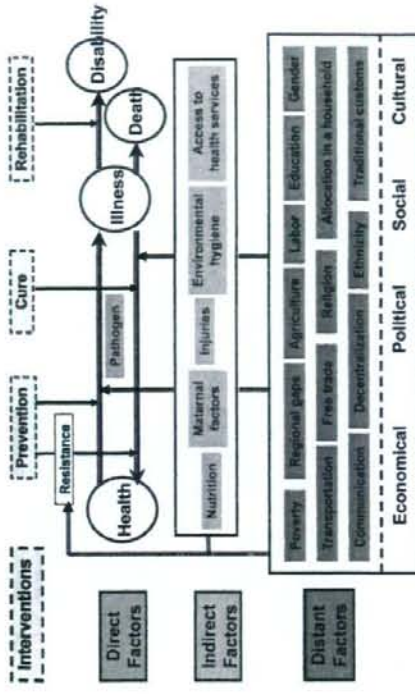 Interventions
Prevention
Cure
Rehabilitation
Resistance
Direct
Factors
Health
Pathogen
Illness
Disability
Death
Indirect
Factors
Nutrition
Maternal
factors
Injuries
Environmental
hygiene
Access to
health services
Distant
Factors
Poverty
Regional gaps
Agriculture
Labor
Education
Gender
Transportation
Free trade
Religion
Allocation in a household
Communication
Decentralization
Ethnicity
Traditional customs
Economical
Political
Social
Cultural